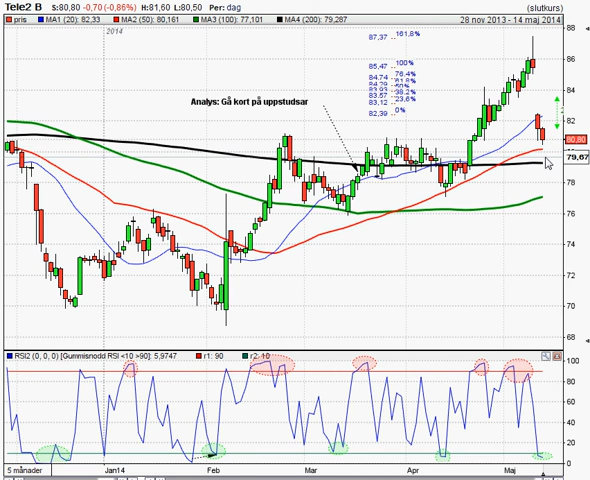 Tele2 B S:80,80 -0,70 (-0,86%) H:81,60 L:80,50 Per: dag (slutkurs)
pris MA1 (20): 82,33 MA2 (50): 80,161 MA3 (100): 77,101 MA4 (200): 79,287 28 nov 2013 - 14 maj 2014
2014
88
87,37 .. 161,8%
86
85,47 .. 100%
84,74 .. 76,4%
61,8%
84
38,2%
83,57 .. 23,6%
83,12
82,39 .. 0%
Analys: Gå kort på uppstudsar
82
80,80
79,67
78
76
74
72
70
68
RSI2 (0, 0, 0) [Gummisnodd RSI <10 >90]: 5,9747 r1: 90 r2: 10
100
80
60
40
20
0
5 månader Jan14 Feb Mar Apr Maj